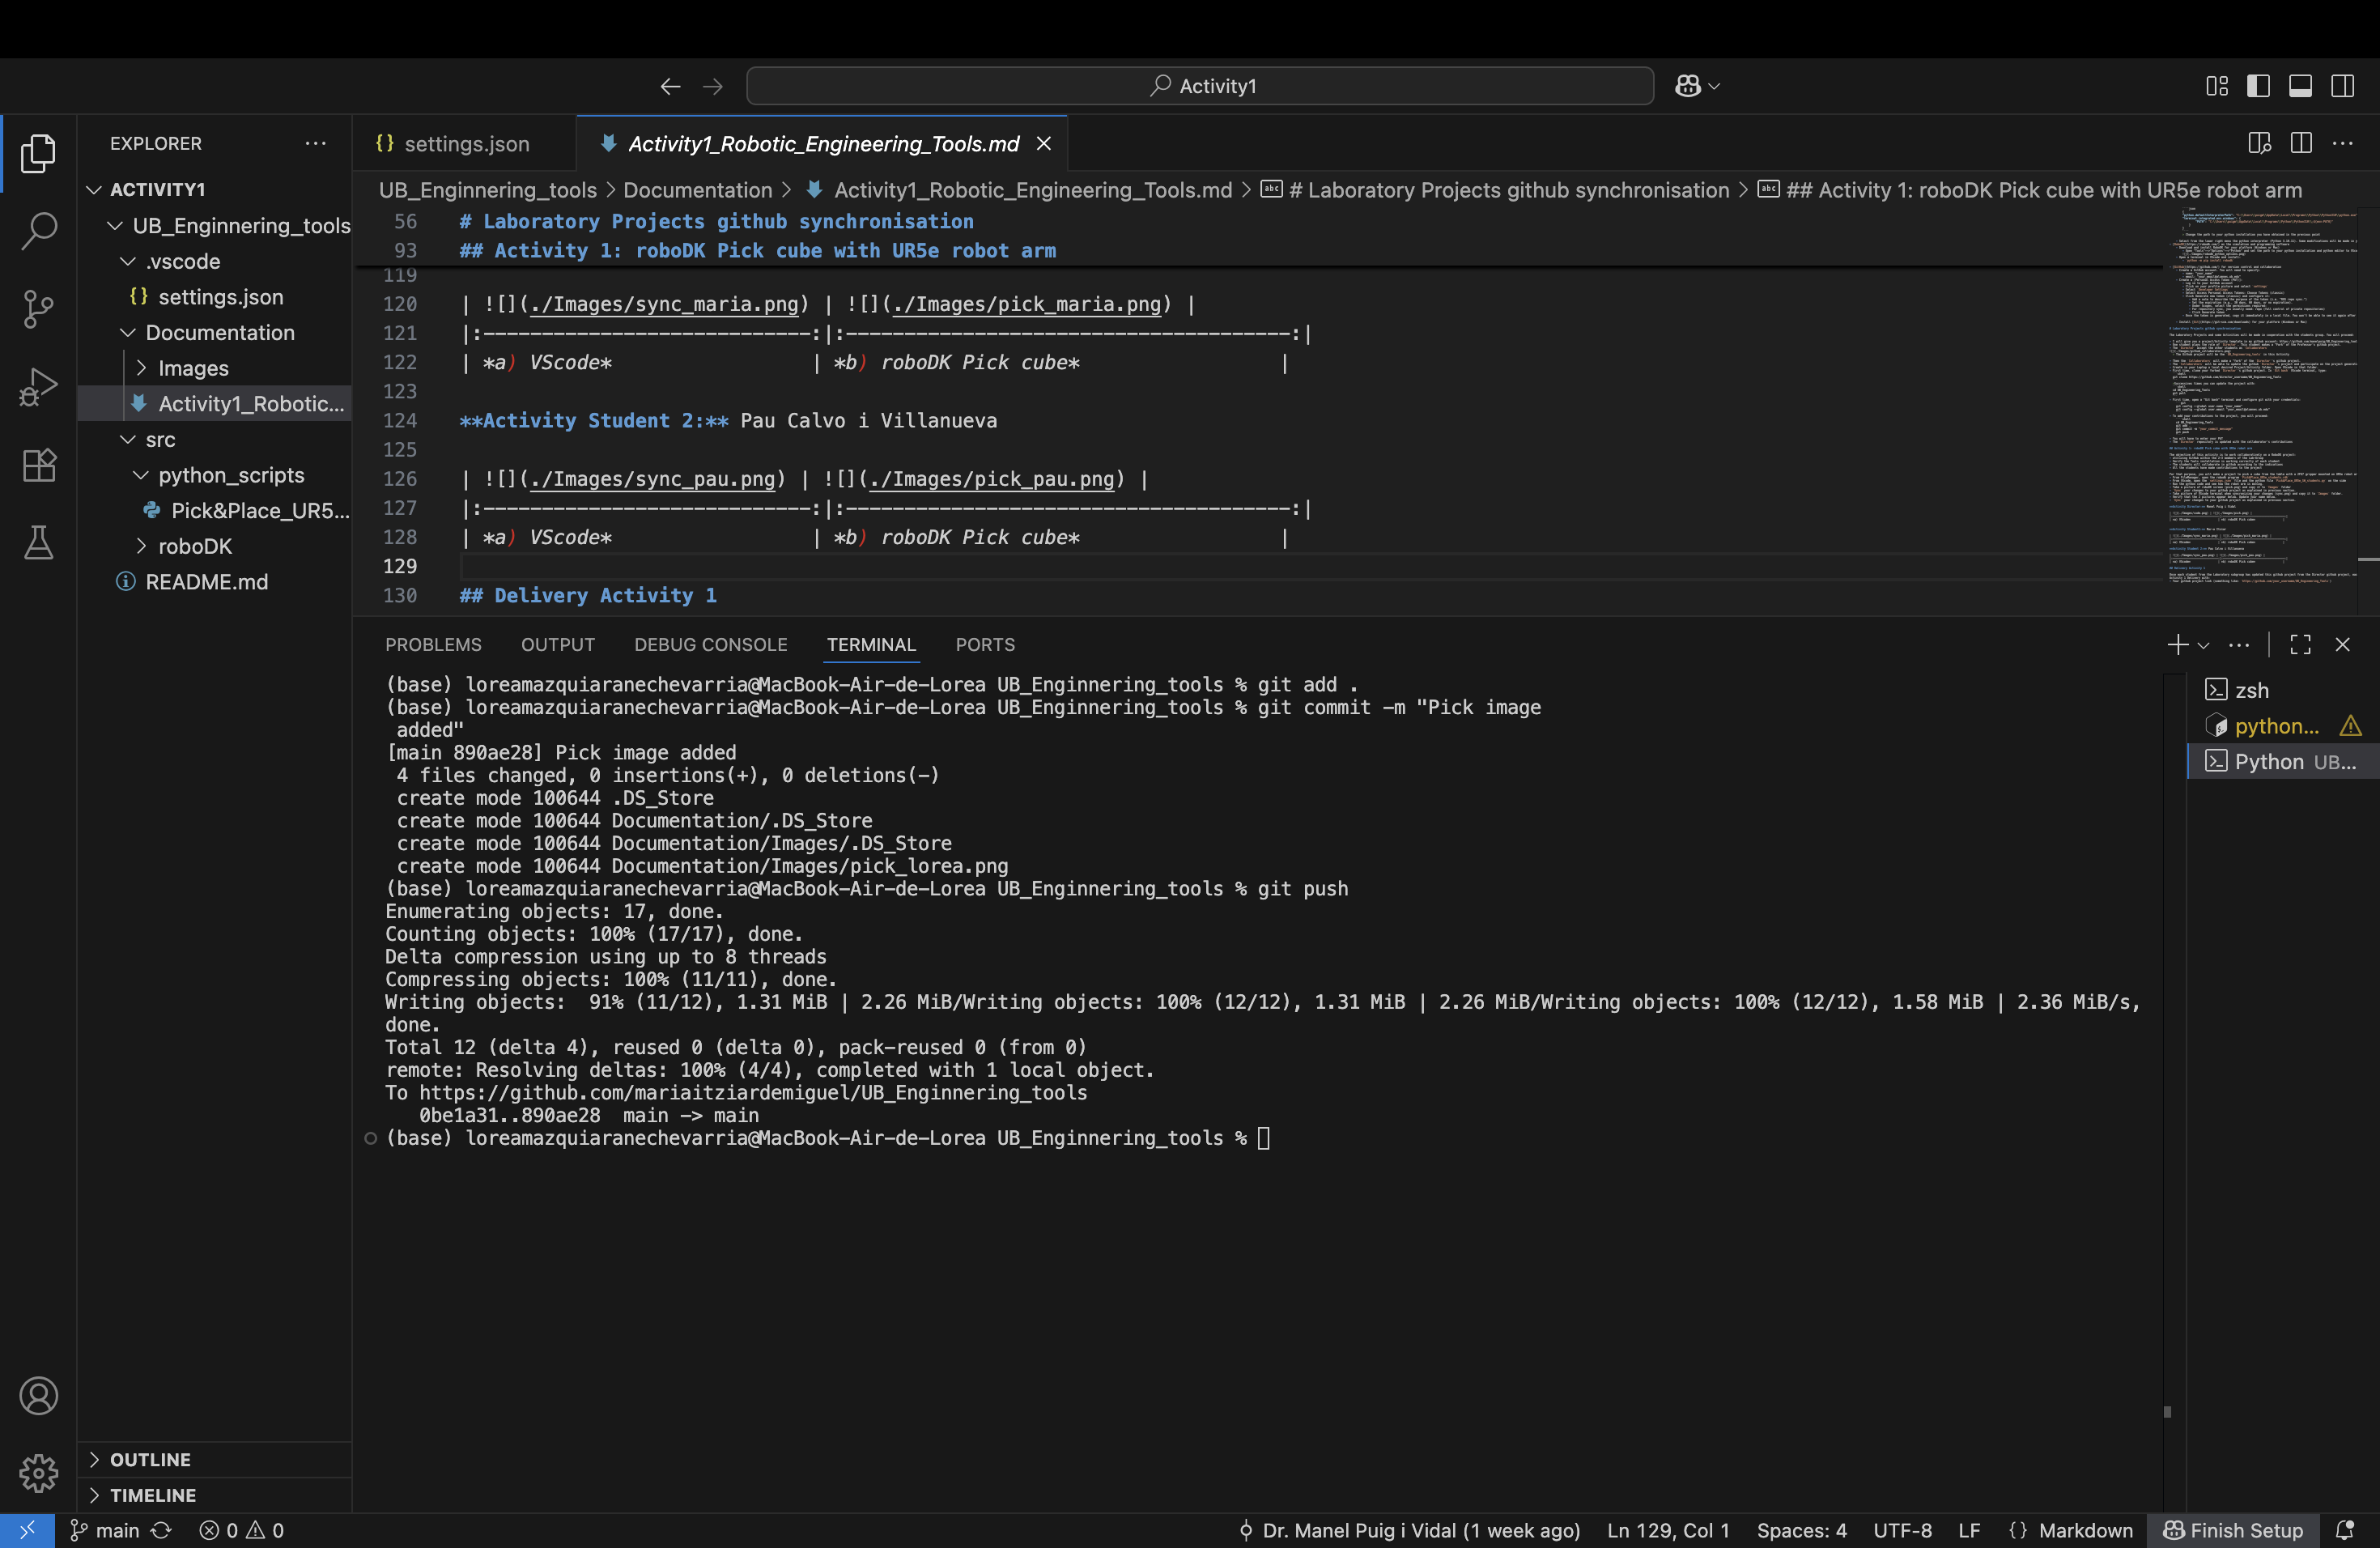 Activity1
EXPLORER
ACTIVITY1
UB_Enginnering_tools
.vscode
settings.json
Documentation
Images
Activity1_Robotic...
src
python_scripts
Pick&Place_UR5...
roboDK
README.md
OUTLINE
TIMELINE
settings.json
Activity1_Robotic_Engineering_Tools.md
UB_Enginnering_tools > Documentation > Activity1_Robotic_Engineering_Tools.md > # Laboratory Projects github synchronisation > ## Activity 1: roboDK Pick cube with UR5e robot arm
56 # Laboratory Projects github synchronisation
93 ## Activity 1: roboDK Pick cube with UR5e robot arm
119
120 | ![](./Images/sync_maria.png) | ![](./Images/pick_maria.png) |
121 |:---------------------------:|:-------------------------------------:|
122 | *a) VScode* | *b) roboDK Pick cube* |
123
124 **Activity Student 2:** Pau Calvo i Villanueva
125
126 | ![](./Images/sync_pau.png) | ![](./Images/pick_pau.png) |
127 |:---------------------------:|:-------------------------------------:|
128 | *a) VScode* | *b) roboDK Pick cube* |
129
130 ## Delivery Activity 1
PROBLEMS OUTPUT DEBUG CONSOLE TERMINAL PORTS
(base) loreamazquiaranechevarria@MacBook-Air-de-Lorea UB_Enginnering_tools % git add .
(base) loreamazquiaranechevarria@MacBook-Air-de-Lorea UB_Enginnering_tools % git commit -m "Pick image
 added"
[main 890ae28] Pick image added
 4 files changed, 0 insertions(+), 0 deletions(-)
 create mode 100644 .DS_Store
 create mode 100644 Documentation/.DS_Store
 create mode 100644 Documentation/Images/.DS_Store
 create mode 100644 Documentation/Images/pick_lorea.png
(base) loreamazquiaranechevarria@MacBook-Air-de-Lorea UB_Enginnering_tools % git push
Enumerating objects: 17, done.
Counting objects: 100% (17/17), done.
Delta compression using up to 8 threads
Compressing objects: 100% (11/11), done.
Writing objects:  91% (11/12), 1.31 MiB | 2.26 MiB/Writing objects: 100% (12/12), 1.31 MiB | 2.26 MiB/Writing objects: 100% (12/12), 1.58 MiB | 2.36 MiB/s,
done.
Total 12 (delta 4), reused 0 (delta 0), pack-reused 0 (from 0)
remote: Resolving deltas: 100% (4/4), completed with 1 local object.
To https://github.com/mariaitziardemiguel/UB_Enginnering_tools
   0be1a31..890ae28  main -> main
(base) loreamazquiaranechevarria@MacBook-Air-de-Lorea UB_Enginnering_tools %
zsh
python...
Python UB...
main 0 0 Dr. Manel Puig i Vidal (1 week ago) Ln 129, Col 1 Spaces: 4 UTF-8 LF {} Markdown Finish Setup